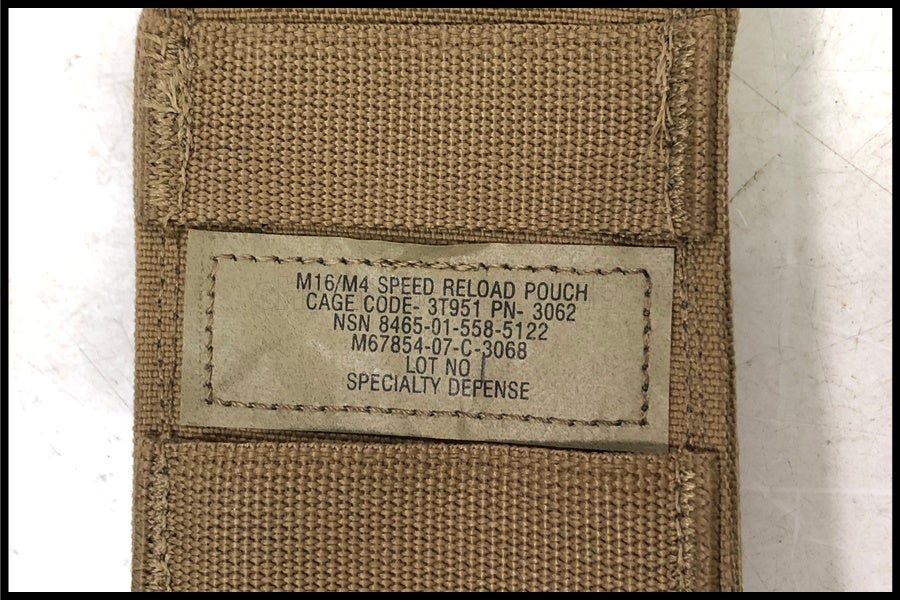 M16/M4 SPEED RELOAD POUCH
CAGE CODE- 3T951 PN- 3062
NSN 8465-01-558-5122
M67854-07-C-3068
LOT NO
SPECIALTY DEFENSE